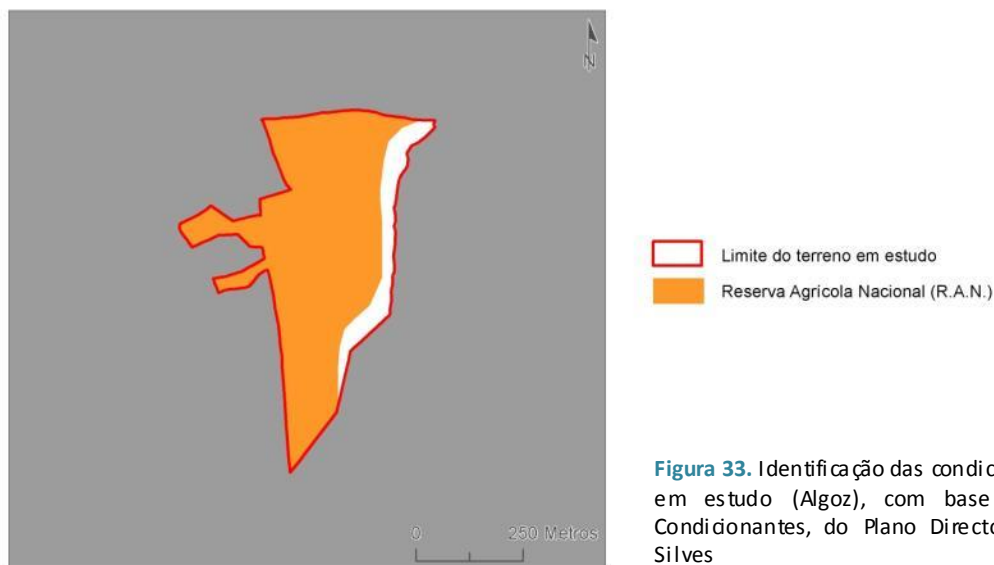 N
0 250 Metros
Limite do terreno em estudo
Reserva Agrícola Nacional (R.A.N.)
Figura 33. Identificação das condic
em estudo (Algoz), com base
Condicionantes, do Plano Directo
Silves